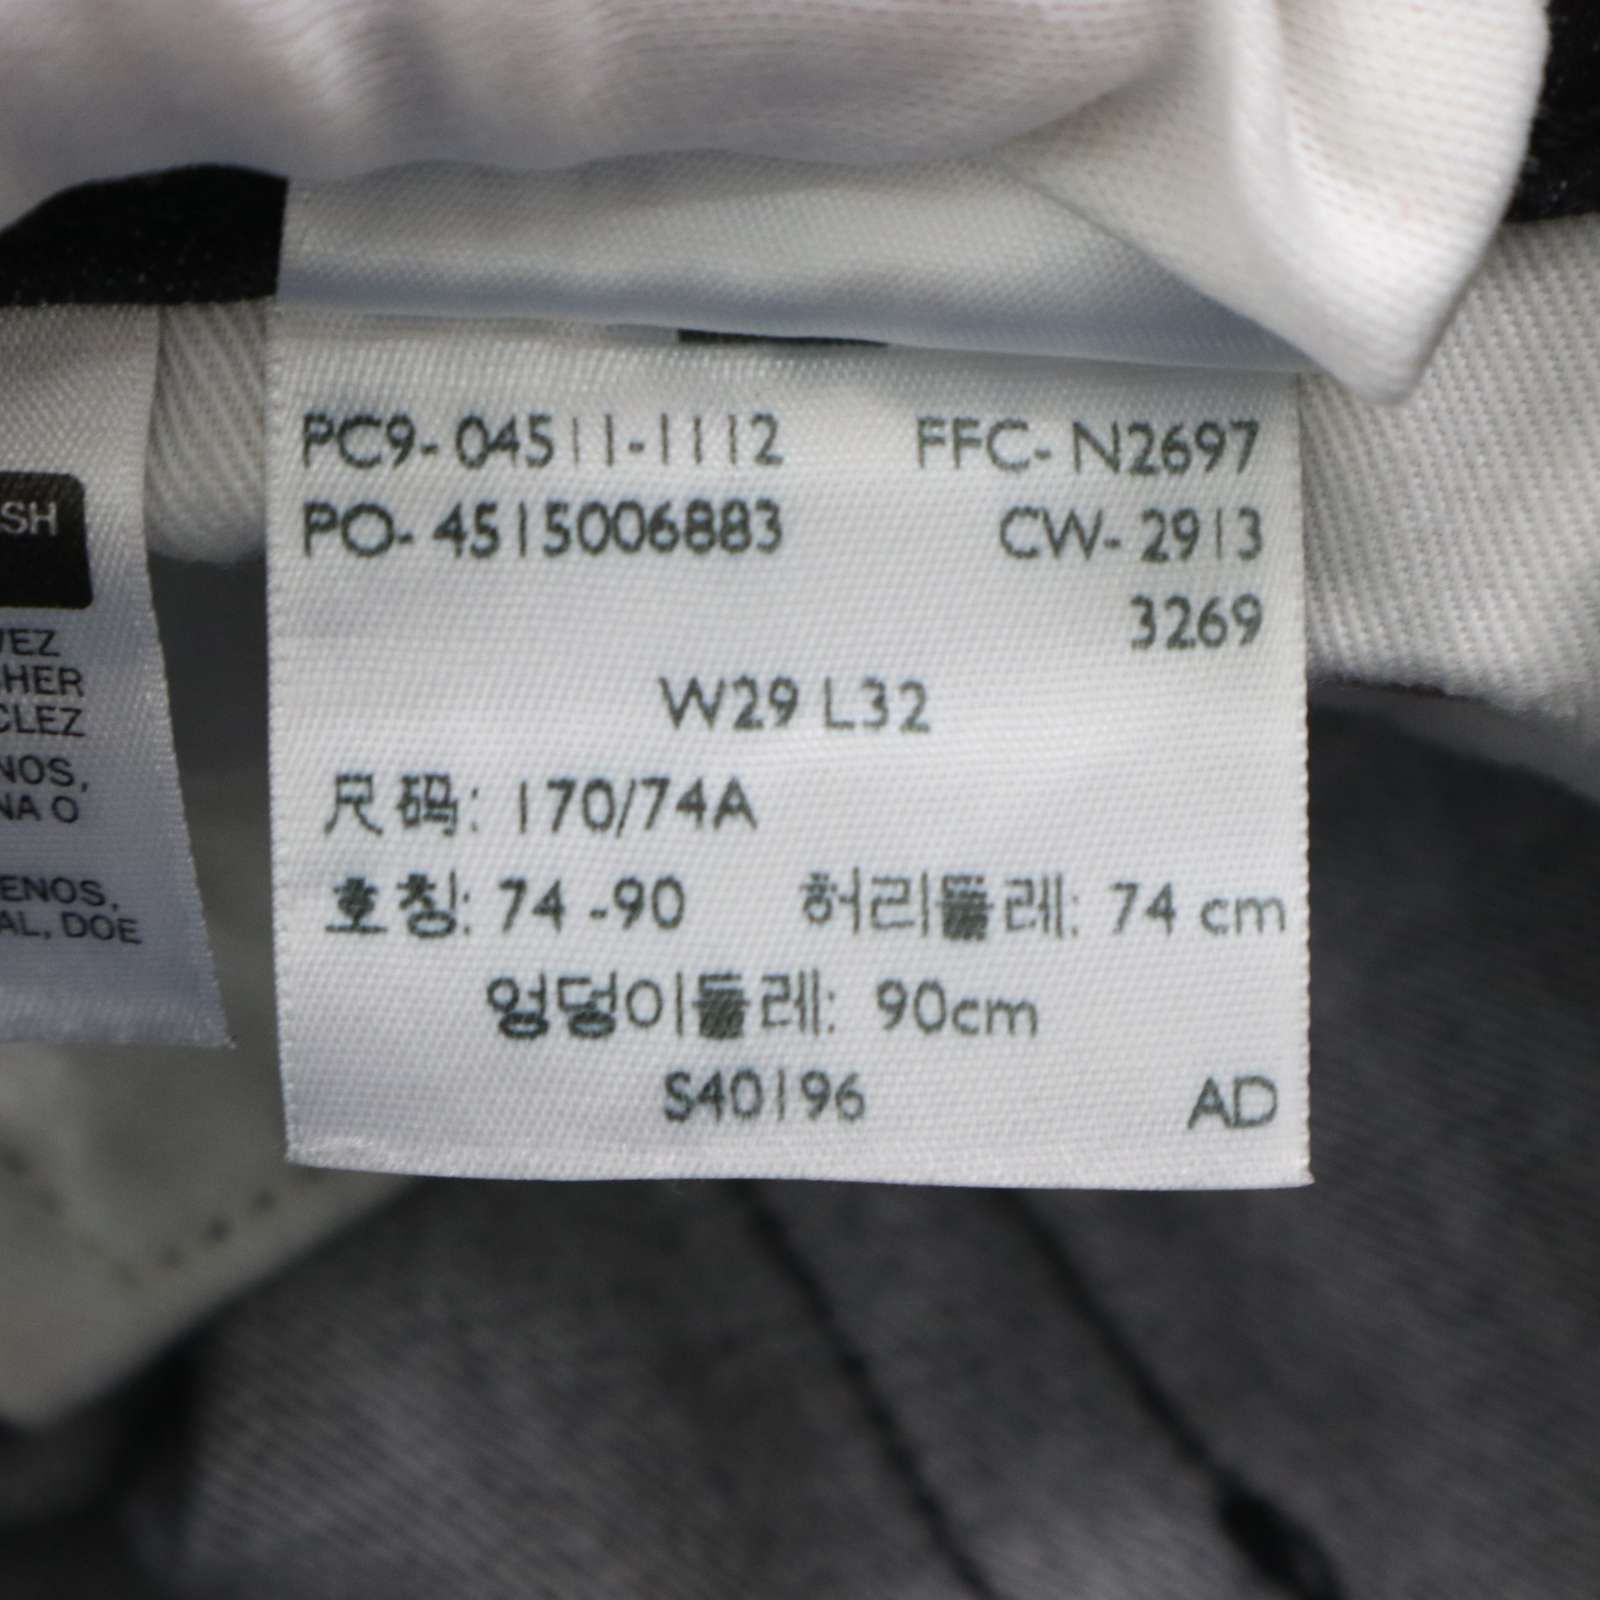 PC9- 04511-1112 FFC- N2697
PO- 4515006883 CW- 2913
3269
W29 L32
尺码: 170/74A
호칭: 74 -90 허리둘레: 74 cm
엉덩이둘레: 90cm
S40196 AD
SH
VEZ
CHER
CLEZ
NOS,
NA O
ENOS,
AL, DOE